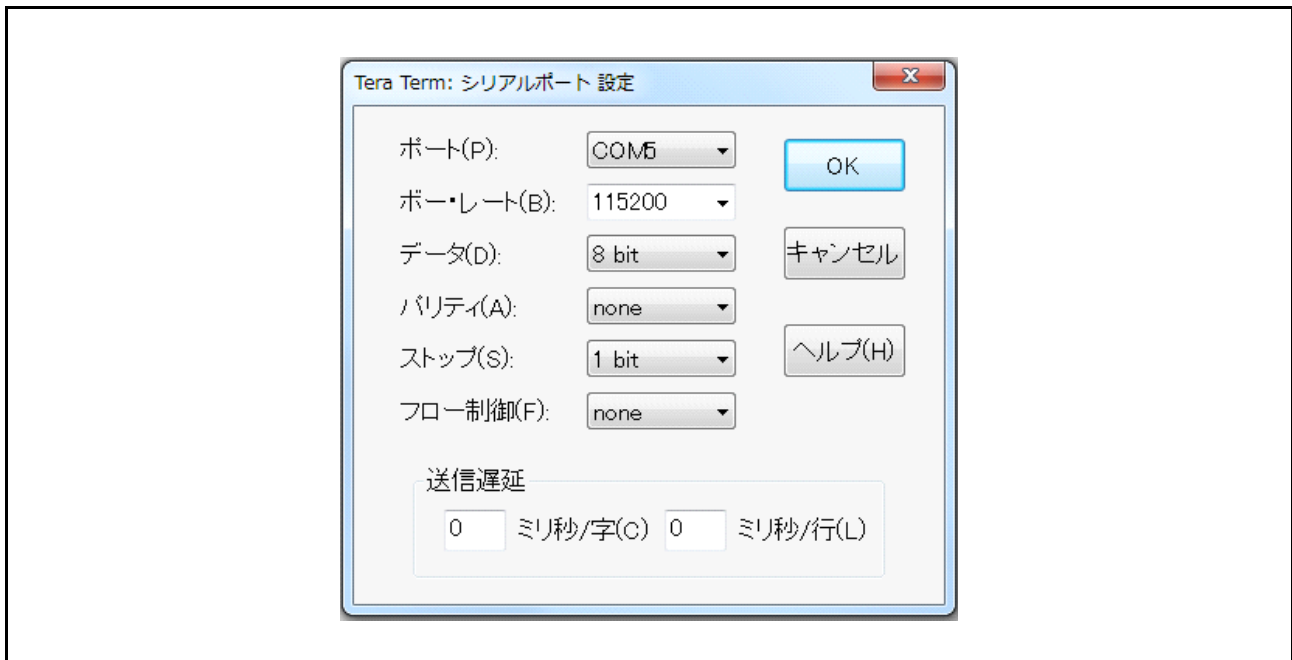 Tera Term: シリアルポート 設定
ポート(P): COM5
OK
ボー・レート(B): 115200
データ(D): 8 bit
キャンセル
パリティ(A): none
ストップ(S): 1 bit
ヘルプ(H)
フロー制御(F): none
送信遅延
0 ミリ秒/字(C) 0 ミリ秒/行(L)